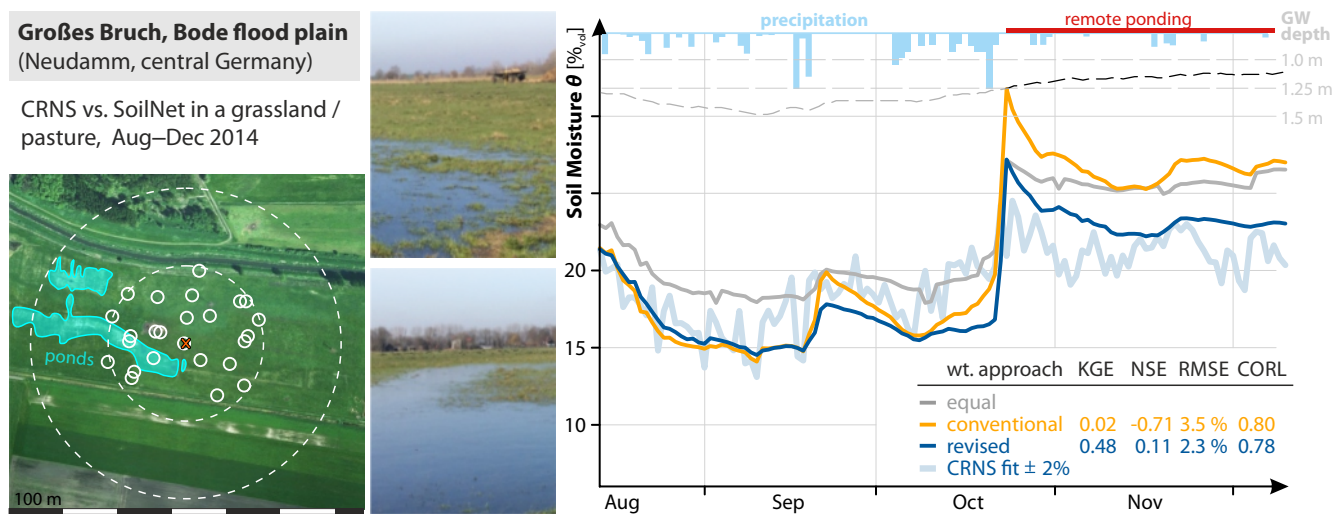 Großes Bruch, Bode flood plain
(Neudamm, central Germany)
CRNS vs. SoilNet in a grassland /
pasture, Aug–Dec 2014
ponds
100 m
precipitation
remote ponding
GW
depth
1.0 m
1.25 m
1.5 m
Soil Moisture θ [%vol]
20
15
10
wt. approach KGE NSE RMSE CORL
equal
conventional 0.02 -0.71 3.5 % 0.80
revised 0.48 0.11 2.3 % 0.78
CRNS fit ± 2%
Aug Sep Oct Nov